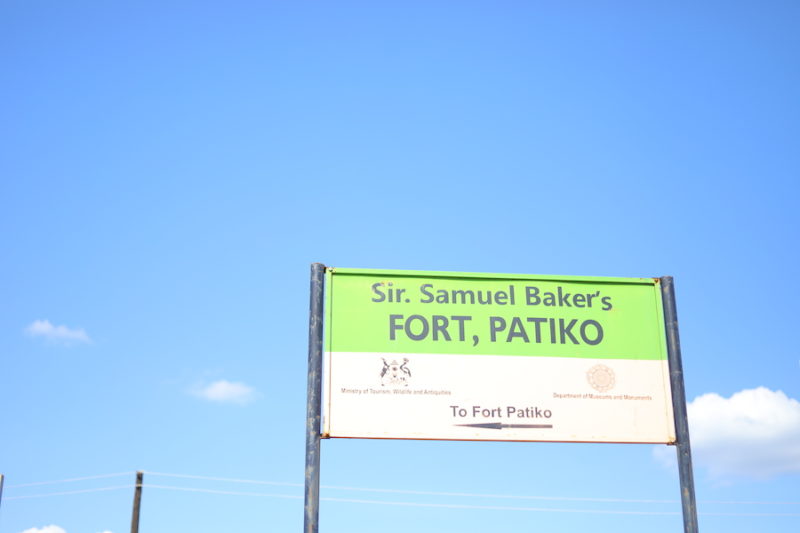 Sir. Samuel Baker's
FORT, PATIKO
Ministry of Tourism, Wildlife and Antiquities
Department of Museums and Monuments
To Fort Patiko